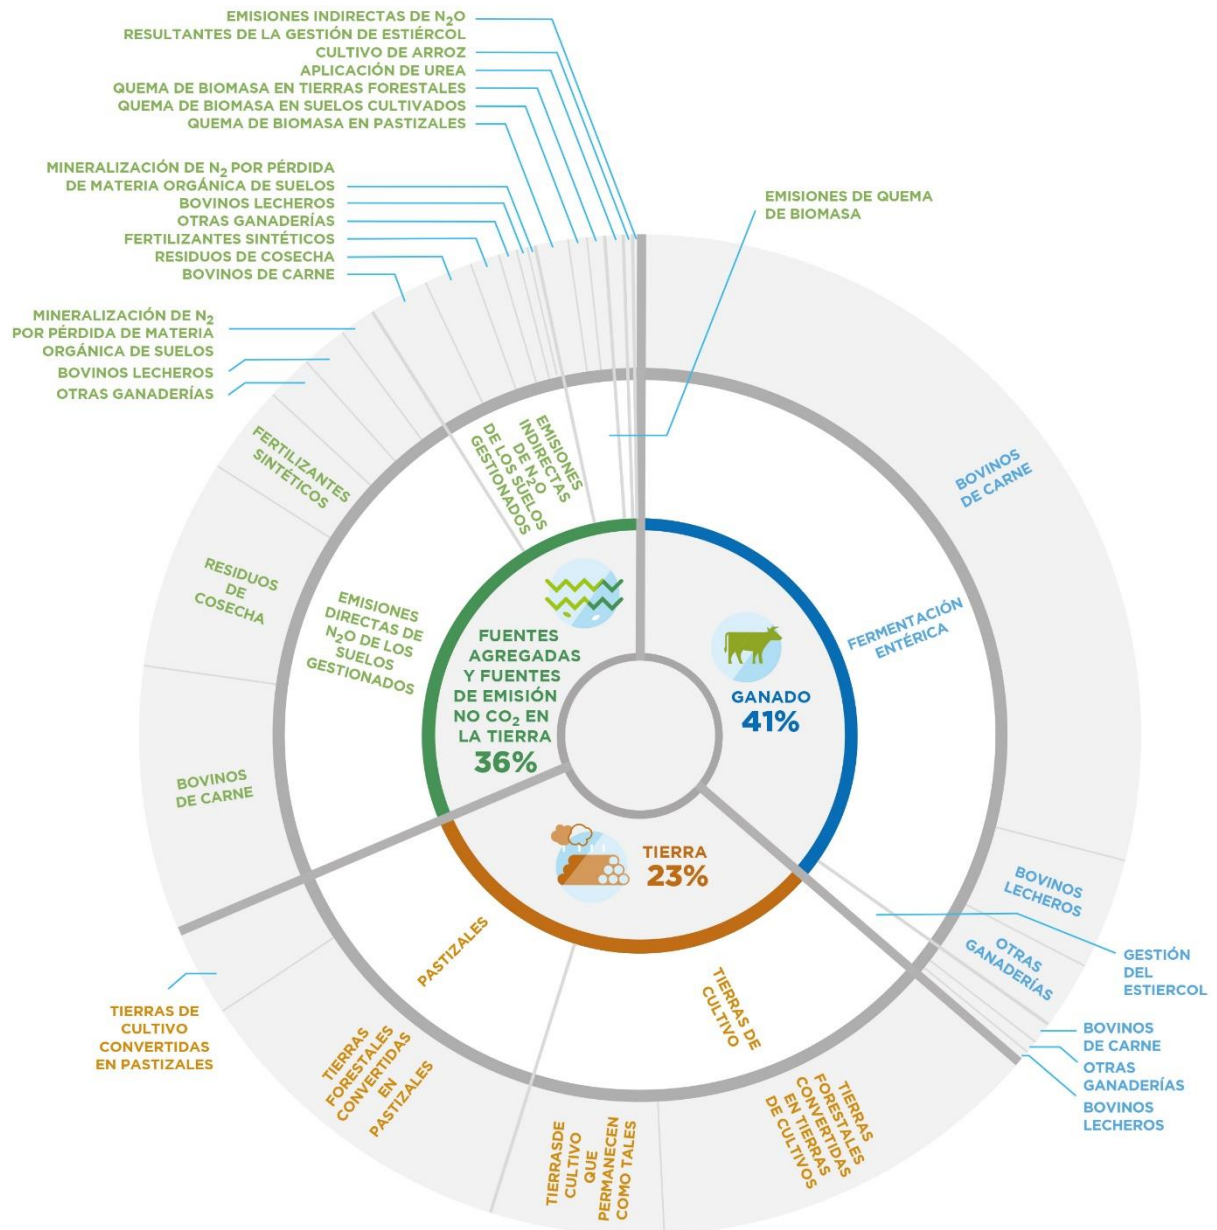 EMISIONES INDIRECTAS DE N₂O
RESULTANTES DE LA GESTIÓN DE ESTIÉRCOL
CULTIVO DE ARROZ
APLICACIÓN DE UREA
QUEMA DE BIOMASA EN TIERRAS FORESTALES
QUEMA DE BIOMASA EN SUELOS CULTIVADOS
QUEMA DE BIOMASA EN PASTIZALES
MINERALIZACIÓN DE N₂ POR PÉRDIDA
DE MATERIA ORGÁNICA DE SUELOS
BOVINOS LECHEROS
OTRAS GANADERÍAS
FERTILIZANTES SINTÉTICOS
RESIDUOS DE COSECHA
BOVINOS DE CARNE
MINERALIZACIÓN DE N₂
POR PÉRDIDA DE MATERIA
ORGÁNICA DE SUELOS
BOVINOS LECHEROS
OTRAS GANADERÍAS
EMISIONES DE QUEMA
DE BIOMASA
FERTILIZANTES
SINTÉTICOS
RESIDUOS
DE
COSECHA
BOVINOS
DE CARNE
EMISIONES
INDIRECTAS
DE N₂O
DE LOS SUELOS
GESTIONADOS
EMISIONES
DIRECTAS DE
N₂O DE LOS
SUELOS
GESTIONADOS
FUENTES
AGREGADAS
Y FUENTES
DE EMISIÓN
NO CO₂ EN
LA TIERRA
36%
GANADO
41%
FERMENTACIÓN
ENTÉRICA
BOVINOS
DE CARNE
BOVINOS
LECHEROS
OTRAS
GANADERÍAS
GESTIÓN
DEL
ESTIERCOL
BOVINOS
DE CARNE
OTRAS
GANADERÍAS
BOVINOS
LECHEROS
TIERRA
23%
PASTIZALES
TIERRAS DE
CULTIVO
TIERRAS DE
CULTIVO
CONVERTIDAS
EN PASTIZALES
TIERRAS
FORESTALES
CONVERTIDAS
EN
PASTIZALES
TIERRASDE
CULTIVO
QUE
PERMANECEN
COMO TALES
TIERRAS
FORESTALES
CONVERTIDAS
EN TIERRAS
DE CULTIVOS